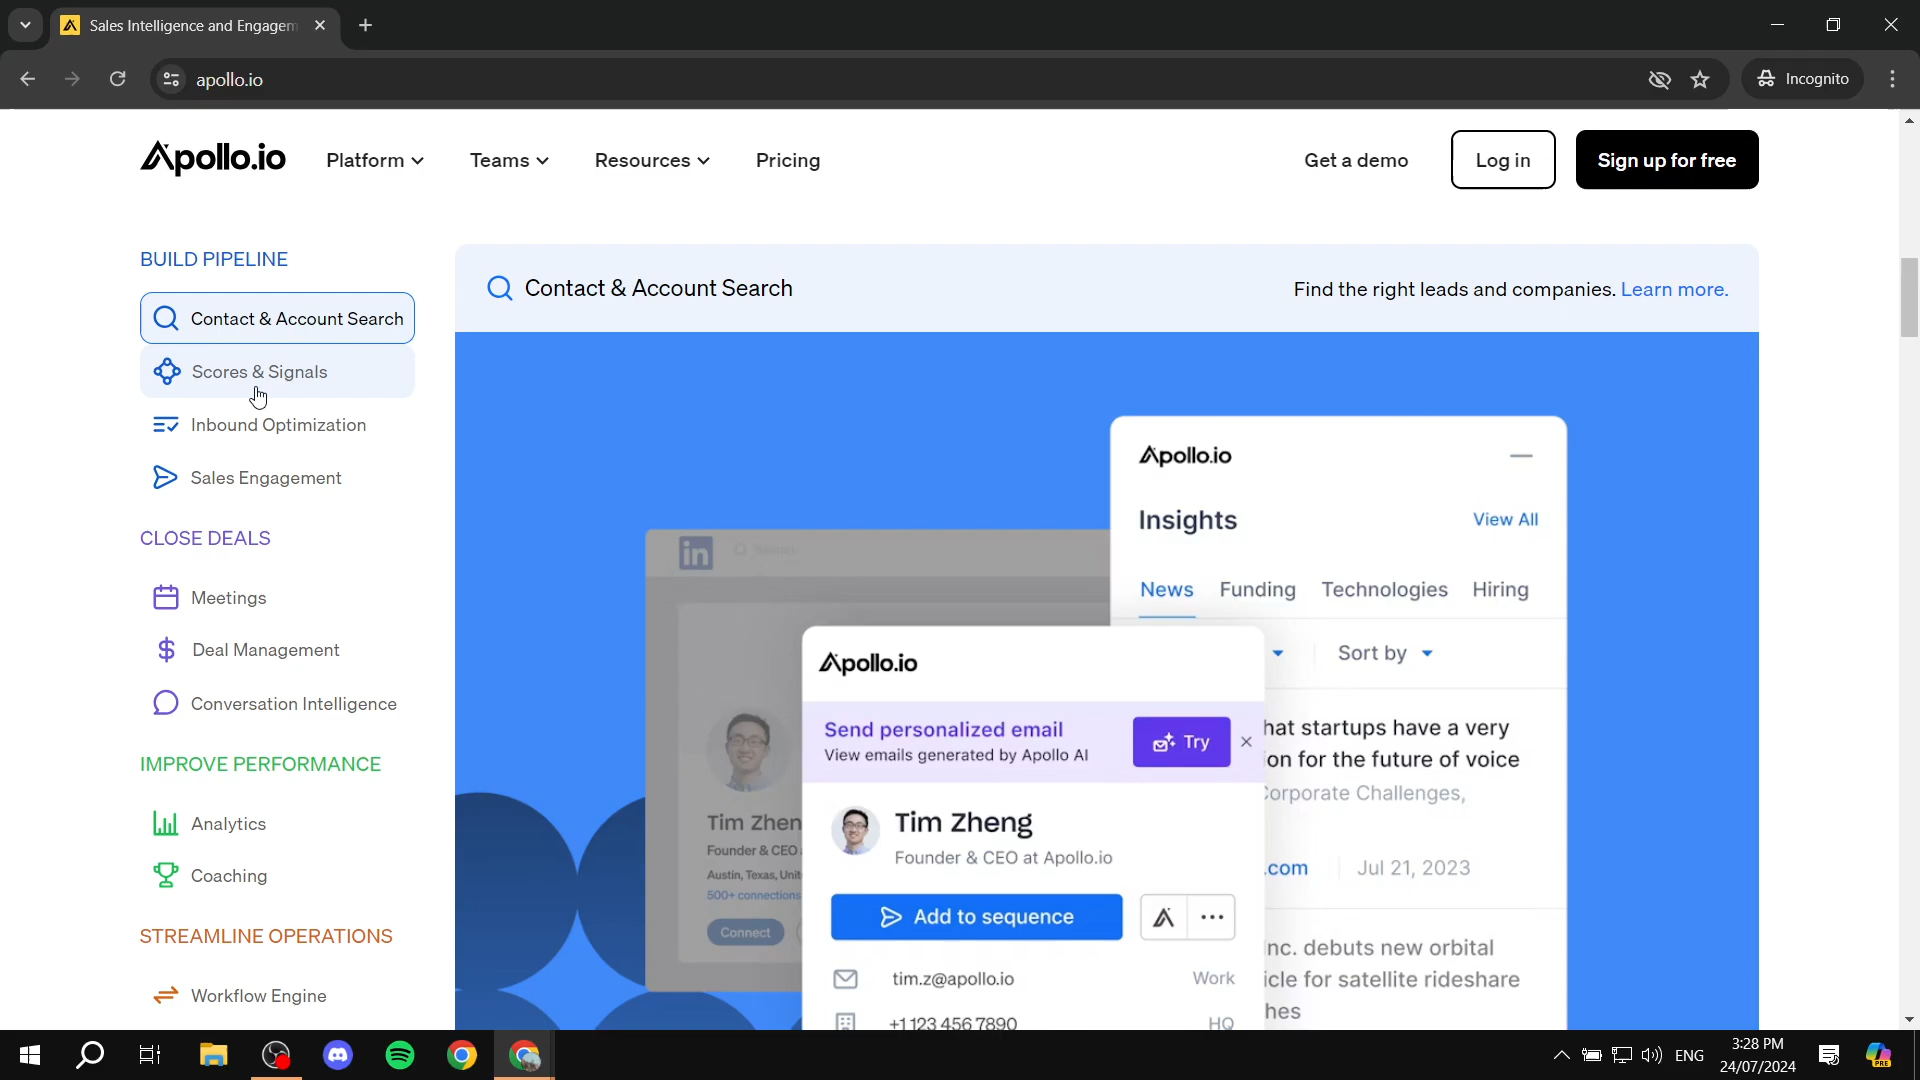 Sales Intelligence and Engagem
apollo.io
Incognito
Apollo.io
Platform
Teams
Resources
Pricing
Get a demo
Log in
Sign up for free
BUILD PIPELINE
Contact & Account Search
Scores & Signals
Inbound Optimization
Sales Engagement
CLOSE DEALS
Meetings
Deal Management
Conversation Intelligence
IMPROVE PERFORMANCE
Analytics
Coaching
STREAMLINE OPERATIONS
Workflow Engine
Contact & Account Search
Find the right leads and companies. Learn more.
in
Tim Zhen
Founder & CEO
Austin, Texas, Unit
500+ connections
Connect
Apollo.io
Insights
View All
News Funding Technologies Hiring
Sort by
hat startups have a very
ion for the future of voice
Corporate Challenges,
.com
Jul 21, 2023
nc. debuts new orbital
icle for satellite rideshare
hes
Apollo.io
Send personalized email
View emails generated by Apollo AI
Try
Tim Zheng
Founder & CEO at Apollo.io
Add to sequence
tim.z@apollo.io
Work
+1 123 456 7890
HQ
ENG
3:28 PM
24/07/2024
PRE